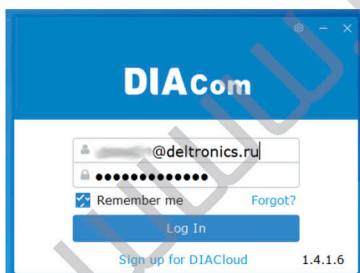 DIACom
@deltronics.ru
Remember me Forgot?
Log In
Sign up for DIACloud 1.4.1.6